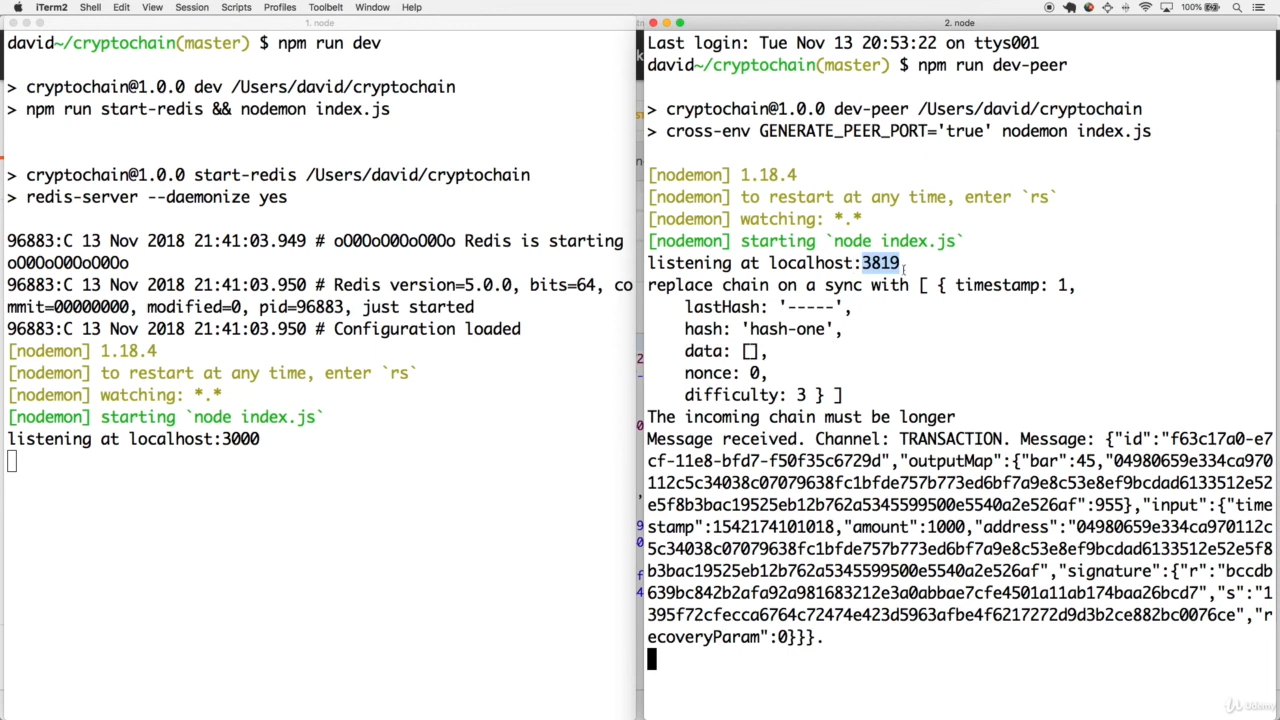 iTerm2 Shell Edit View Session Scripts Profiles Toolbelt Window Help 100%
1. node
david~/cryptochain(master) $ npm run dev
> cryptochain@1.0.0 dev /Users/david/cryptochain
> npm run start-redis && nodemon index.js
> cryptochain@1.0.0 start-redis /Users/david/cryptochain
> redis-server --daemonize yes
96883:C 13 Nov 2018 21:41:03.949 # oO0OoO0OoO0Oo Redis is starting
oO0OoO0OoO0Oo
96883:C 13 Nov 2018 21:41:03.950 # Redis version=5.0.0, bits=64, co
mmit=00000000, modified=0, pid=96883, just started
96883:C 13 Nov 2018 21:41:03.950 # Configuration loaded
[nodemon] 1.18.4
[nodemon] to restart at any time, enter `rs`
[nodemon] watching: *.*
[nodemon] starting `node index.js`
listening at localhost:3000
2. node
Last login: Tue Nov 13 20:53:22 on ttys001
david~/cryptochain(master) $ npm run dev-peer
> cryptochain@1.0.0 dev-peer /Users/david/cryptochain
> cross-env GENERATE_PEER_PORT='true' nodemon index.js
[nodemon] 1.18.4
[nodemon] to restart at any time, enter `rs`
[nodemon] watching: *.*
[nodemon] starting `node index.js`
listening at localhost:3819
replace chain on a sync with [ { timestamp: 1,
lastHash: '-----',
hash: 'hash-one',
data: [],
nonce: 0,
difficulty: 3 } ]
The incoming chain must be longer
Message received. Channel: TRANSACTION. Message: {"id":"f63c17a0-e7
cf-11e8-bfd7-f50f35c6729d","outputMap":{"bar":45,"04980659e334ca970
112c5c34038c07079638fc1bfde757b773ed6bf7a9e8c53e8ef9bcdad6133512e52
e5f8b3bac19525eb12b762a5345599500e5540a2e526af":955},"input":{"time
stamp":1542174101018,"amount":1000,"address":"04980659e334ca970112c
5c34038c07079638fc1bfde757b773ed6bf7a9e8c53e8ef9bcdad6133512e52e5f8
b3bac19525eb12b762a5345599500e5540a2e526af","signature":{"r":"bccdb
639bc842b2afa92a981683212e3a0abbae7cfe4501a11ab174baa26bcd7","s":"1
395f72cfecca6764c72474e423d5963afbe4f6217272d9d3b2ce882bc0076ce","r
ecoveryParam":0}}}.
Udemy